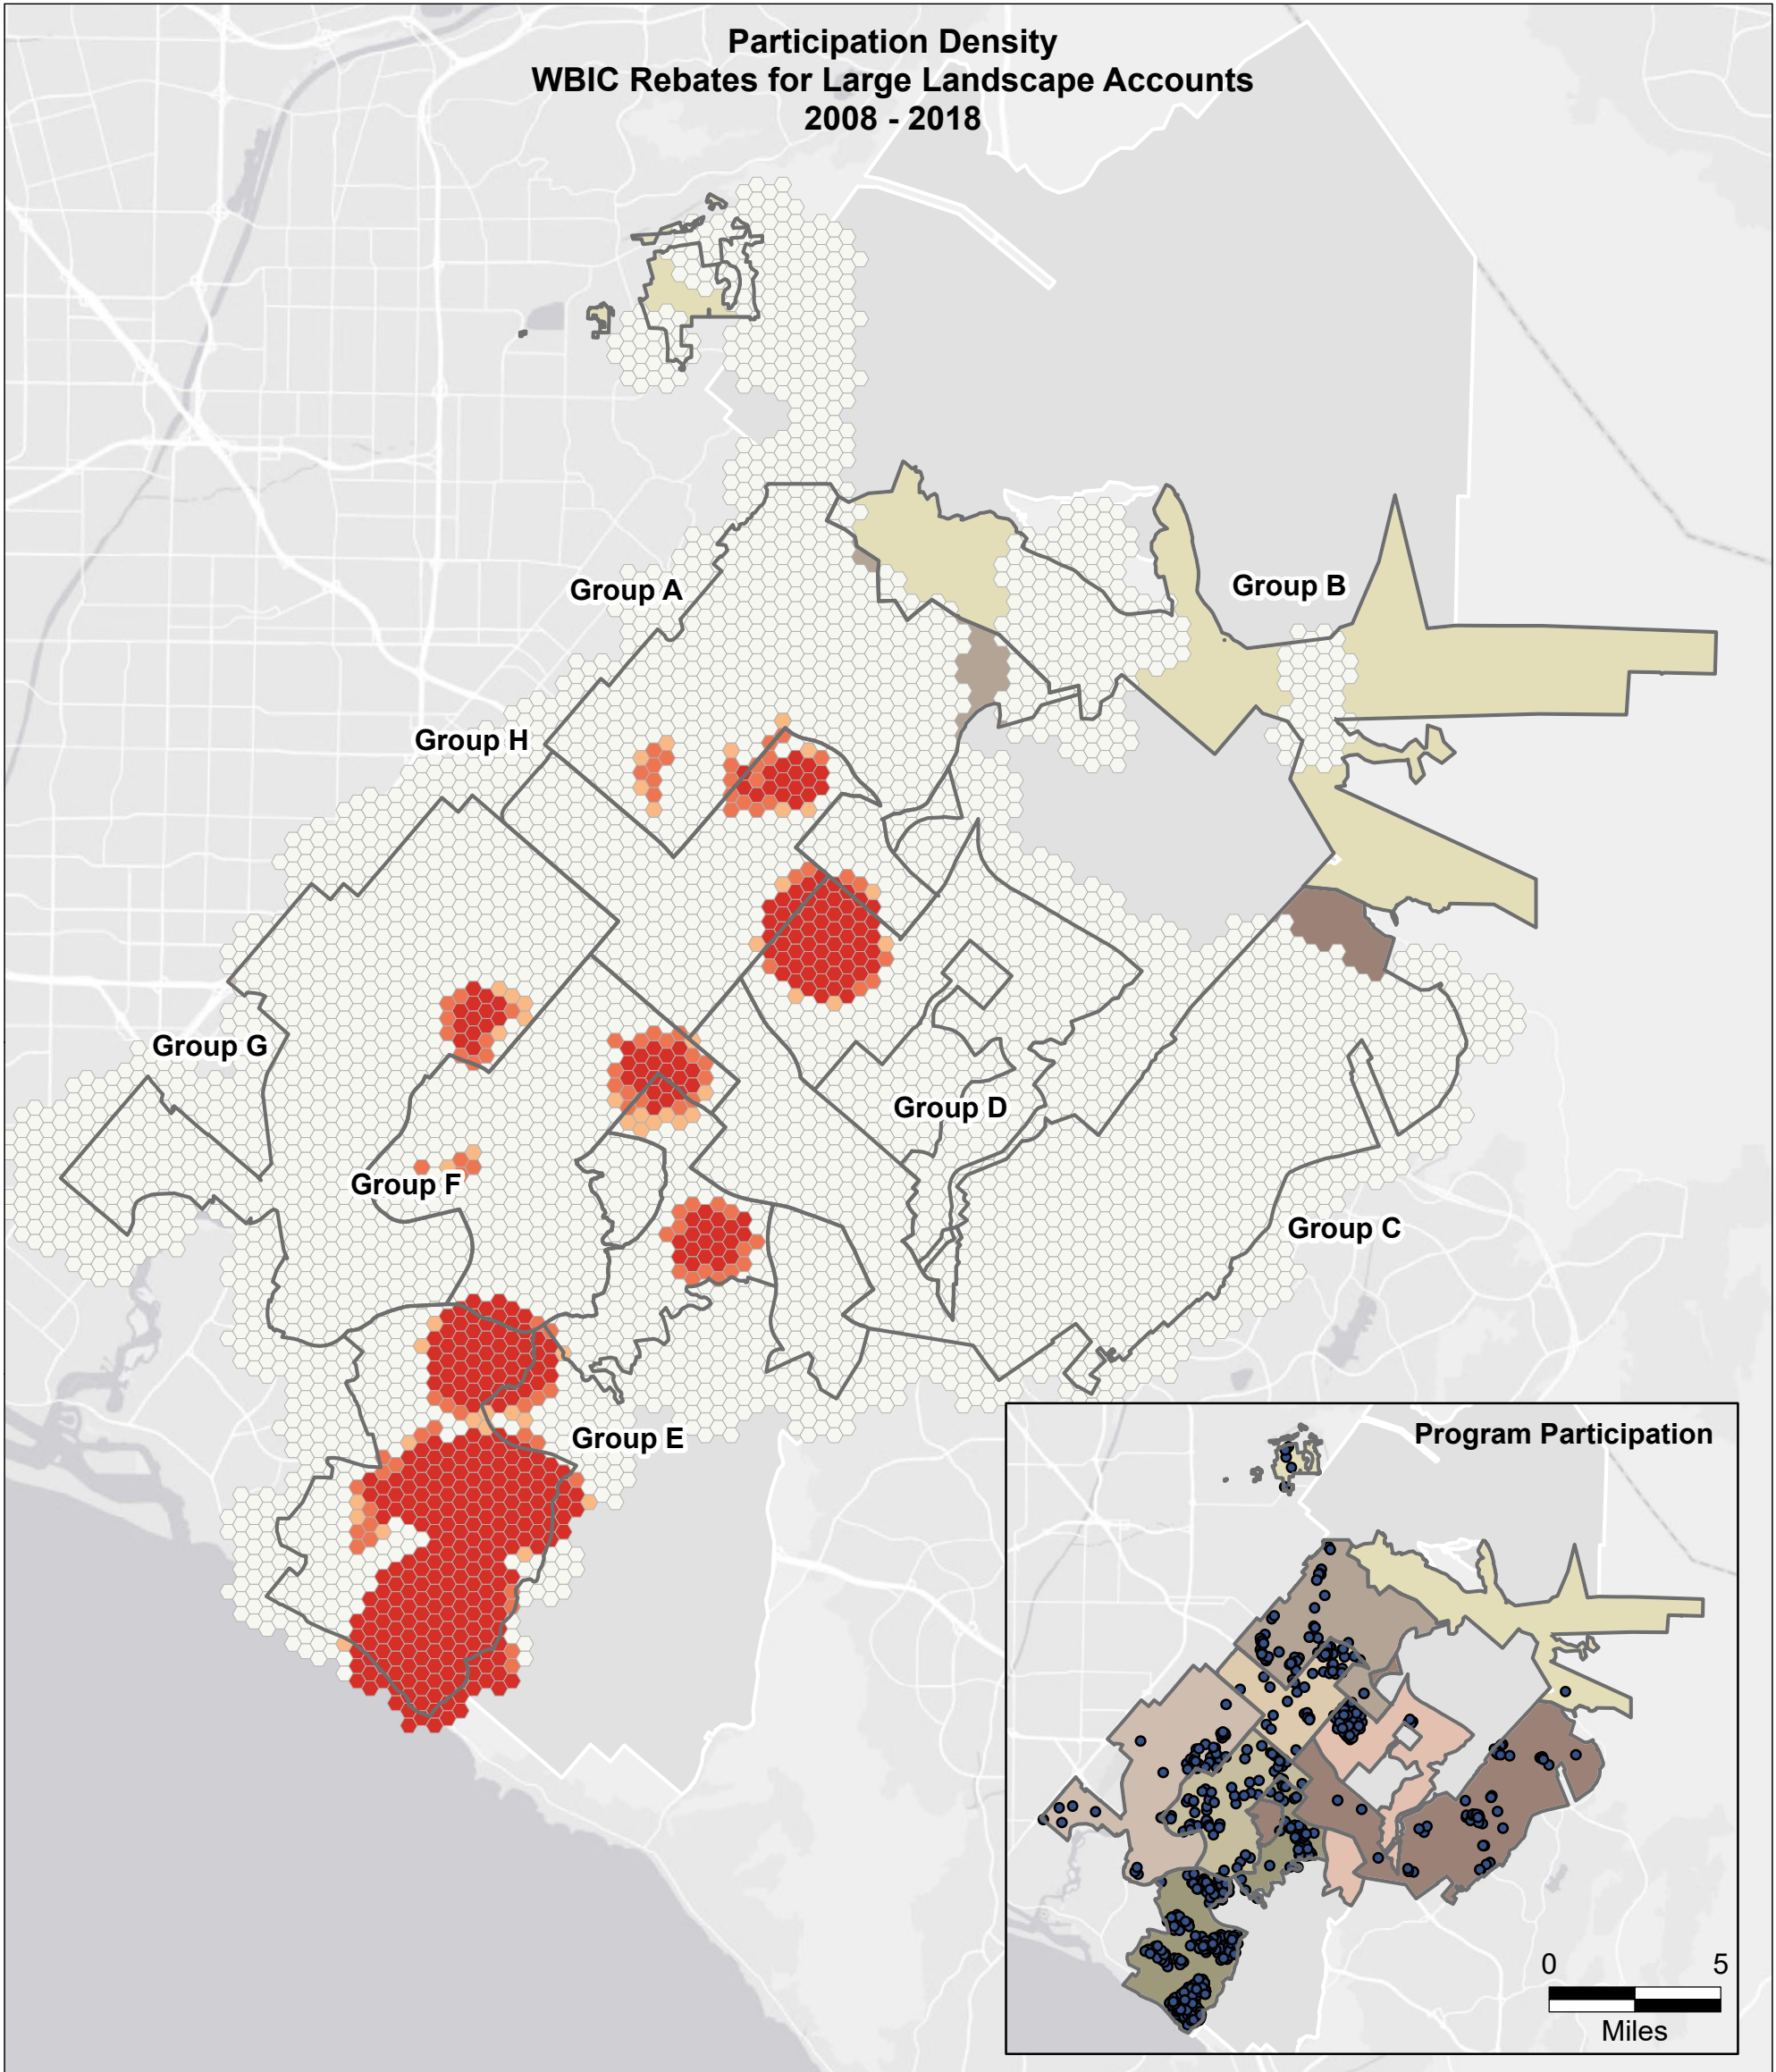 Participation Density
WBIC Rebates for Large Landscape Accounts
2008 - 2018
Group A
Group B
Group H
Group G
Group D
Group F
Group C
Group E
Program Participation
0 5
Miles